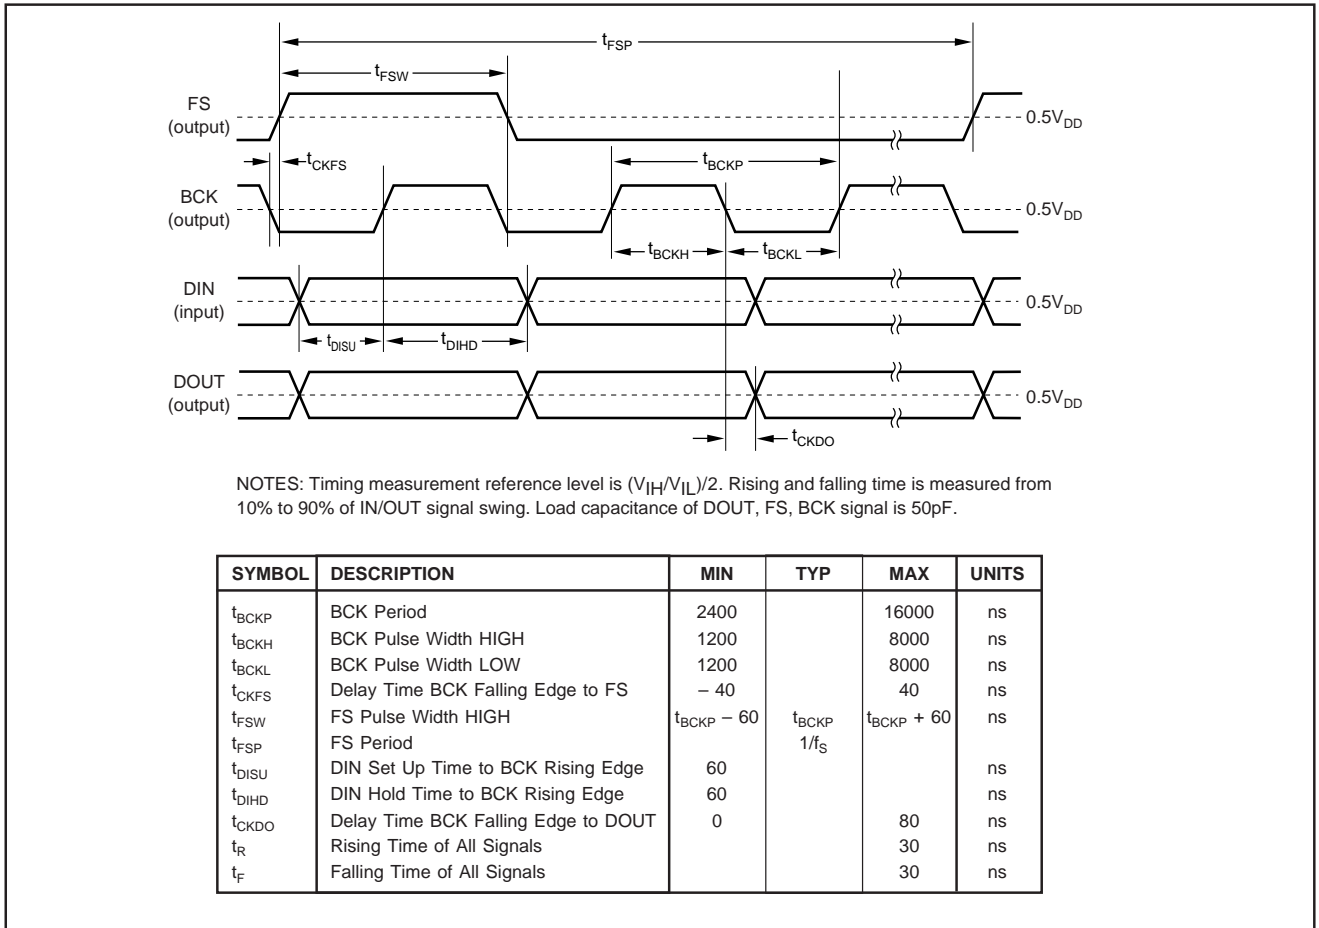 tFSP
tFSW
FS
(output)
0.5VDD
tCKFS
tBCKP
BCK
(output)
0.5VDD
tBCKH
tBCKL
DIN
(input)
0.5VDD
tDISU
tDIHD
DOUT
(output)
0.5VDD
tCKDO
NOTES: Timing measurement reference level is (VIH/VIL)/2. Rising and falling time is measured from
10% to 90% of IN/OUT signal swing. Load capacitance of DOUT, FS, BCK signal is 50pF.
SYMBOL DESCRIPTION MIN TYP MAX UNITS
tBCKP BCK Period 2400 16000 ns
tBCKH BCK Pulse Width HIGH 1200 8000 ns
tBCKL BCK Pulse Width LOW 1200 8000 ns
tCKFS Delay Time BCK Falling Edge to FS – 40 40 ns
tFSW FS Pulse Width HIGH tBCKP – 60 tBCKP tBCKP + 60 ns
tFSP FS Period 1/fS
tDISU DIN Set Up Time to BCK Rising Edge 60 ns
tDIHD DIN Hold Time to BCK Rising Edge 60 ns
tCKDO Delay Time BCK Falling Edge to DOUT 0 80 ns
tR Rising Time of All Signals 30 ns
tF Falling Time of All Signals 30 ns